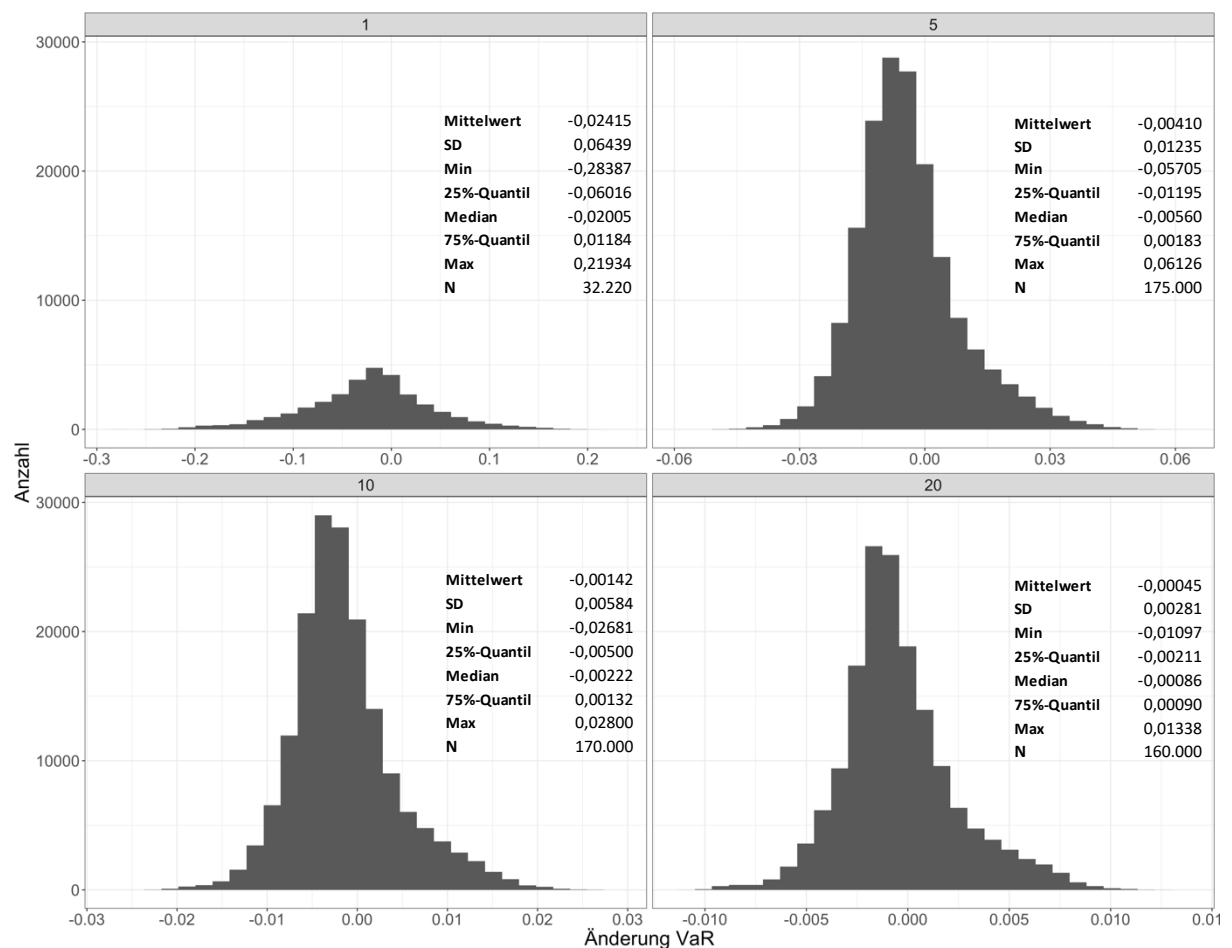 1
5
30000
20000
10000
0
Mittelwert -0,02415
SD 0,06439
Min -0,28387
25%-Quantil -0,06016
Median -0,02005
75%-Quantil 0,01184
Max 0,21934
N 32.220
-0.3 -0.2 -0.1 0.0 0.1 0.2
Mittelwert -0,00410
SD 0,01235
Min -0,05705
25%-Quantil -0,01195
Median -0,00560
75%-Quantil 0,00183
Max 0,06126
N 175.000
-0.06 -0.03 0.00 0.03 0.06
Anzahl
10
20
30000
20000
10000
0
Mittelwert -0,00142
SD 0,00584
Min -0,02681
25%-Quantil -0,00500
Median -0,00222
75%-Quantil 0,00132
Max 0,02800
N 170.000
-0.03 -0.02 -0.01 0.00 0.01 0.02 0.03
Mittelwert -0,00045
SD 0,00281
Min -0,01097
25%-Quantil -0,00211
Median -0,00086
75%-Quantil 0,00090
Max 0,01338
N 160.000
-0.010 -0.005 0.000 0.005 0.010 0.01
Änderung VaR